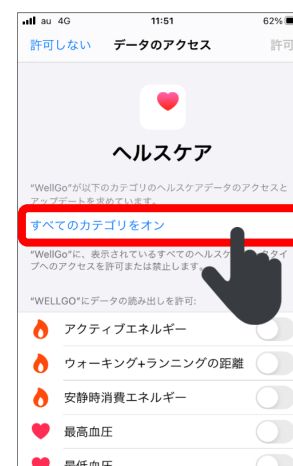 au 4G 11:51 62%
許可しない データのアクセス 許可
ヘルスケア
"WellGo"が以下のカテゴリのヘルスケアデータのアクセスと
アップデートを求めています。
すべてのカテゴリをオン
"WellGo"に、表示されているすべてのヘルスケ タイ
プへのアクセスを許可または禁止します。
"WELLGO"にデータの読み出しを許可:
アクティブエネルギー
ウォーキング+ランニングの距離
安静時消費エネルギー
最高血圧
最低血圧